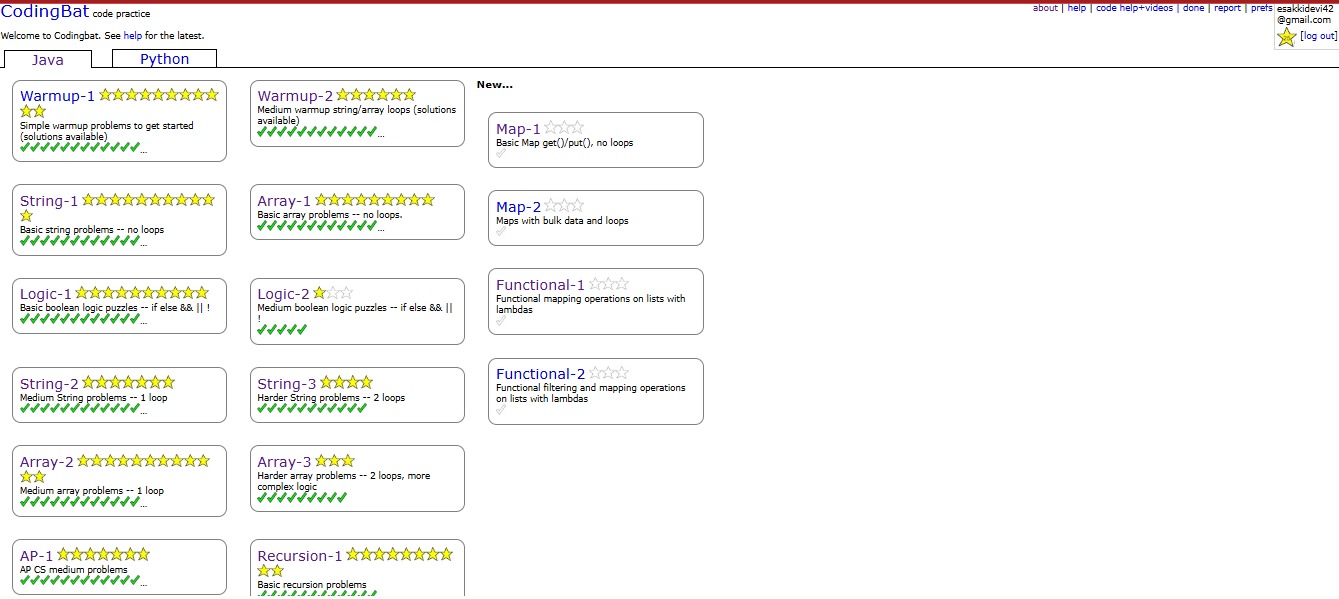 CodingBat code practice
about | help | code help+videos | done | report | prefs
esakkidevi42
@gmail.com
[log out]
Welcome to Codingbat. See help for the latest.
Java
Python
Warmup-1
Simple warmup problems to get started
(solutions available)
...
Warmup-2
Medium warmup string/array loops (solutions
available)
...
New...
Map-1
Basic Map get()/put(), no loops
String-1
Basic string problems -- no loops
...
Array-1
Basic array problems -- no loops.
...
Map-2
Maps with bulk data and loops
Logic-1
Basic boolean logic puzzles -- if else && || !
...
Logic-2
Medium boolean logic puzzles -- if else && ||
!
Functional-1
Functional mapping operations on lists with
lambdas
String-2
Medium String problems -- 1 loop
...
String-3
Harder String problems -- 2 loops
Functional-2
Functional filtering and mapping operations
on lists with lambdas
Array-2
Medium array problems -- 1 loop
...
Array-3
Harder array problems -- 2 loops, more
complex logic
AP-1
AP CS medium problems
...
Recursion-1
Basic recursion problems